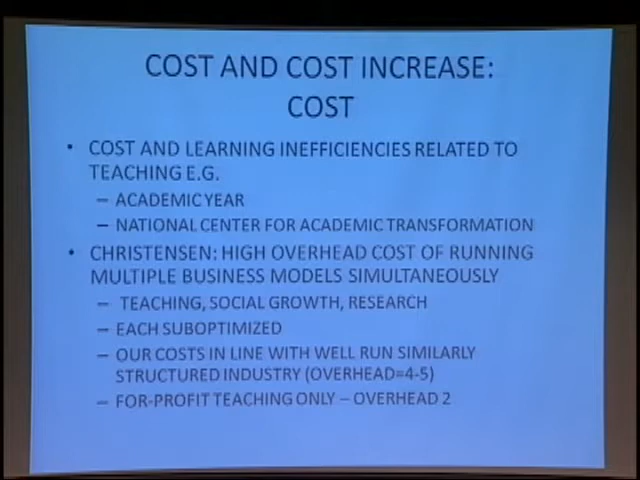 COST AND COST INCREASE:
COST
• COST AND LEARNING INEFFICIENCIES RELATED TO
TEACHING E.G.
– ACADEMIC YEAR
– NATIONAL CENTER FOR ACADEMIC TRANSFORMATION
• CHRISTENSEN: HIGH OVERHEAD COST OF RUNNING
MULTIPLE BUSINESS MODELS SIMULTANEOUSLY
– TEACHING, SOCIAL GROWTH, RESEARCH
– EACH SUBOPTIMIZED
– OUR COSTS IN LINE WITH WELL RUN SIMILARLY
STRUCTURED INDUSTRY (OVERHEAD=4-5)
– FOR-PROFIT TEACHING ONLY – OVERHEAD 2